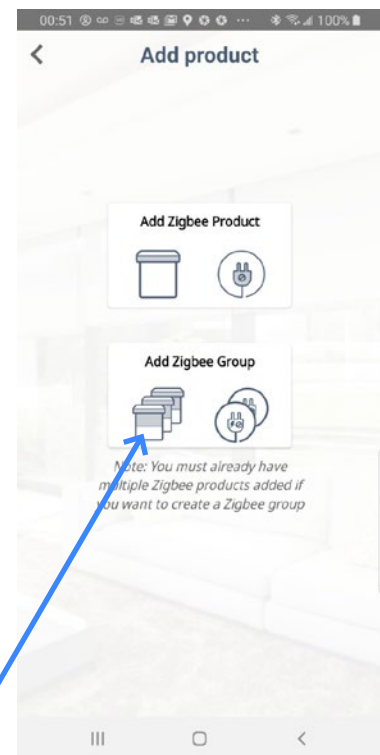 00:51 100%
Add product
Add Zigbee Product
Add Zigbee Group
Note: You must already have
multiple Zigbee products added if
you want to create a Zigbee group